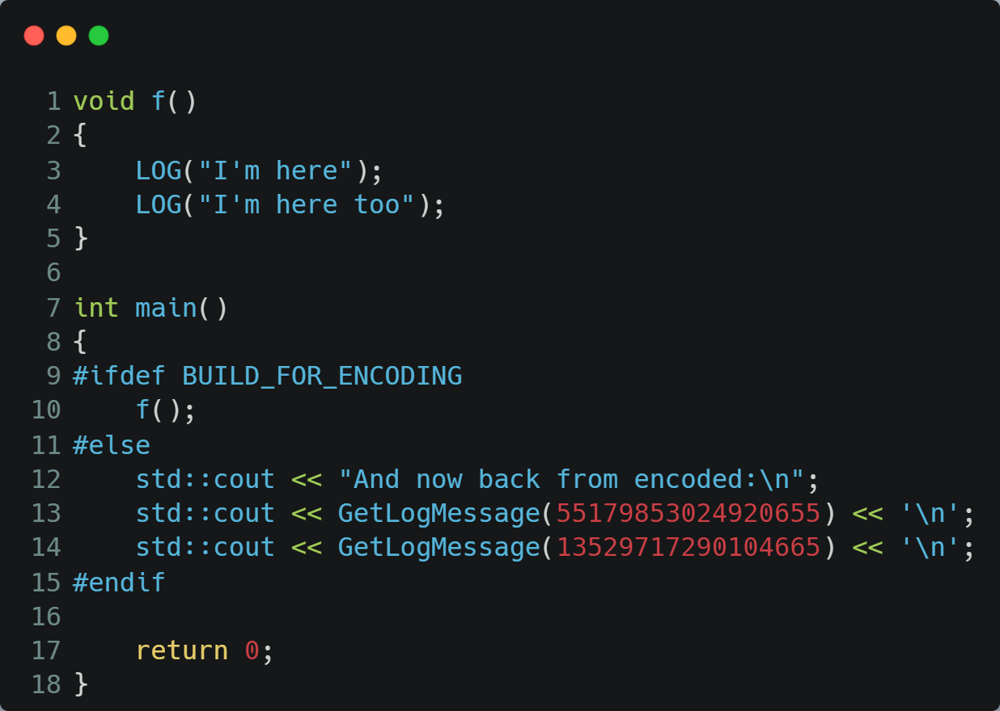 1 void f()
2 {
3     LOG("I'm here");
4     LOG("I'm here too");
5 }
6
7 int main()
8 {
9 #ifdef BUILD_FOR_ENCODING
10     f();
11 #else
12     std::cout << "And now back from encoded:\n";
13     std::cout << GetLogMessage(55179853024920655) << '\n';
14     std::cout << GetLogMessage(13529717290104665) << '\n';
15 #endif
16
17     return 0;
18 }